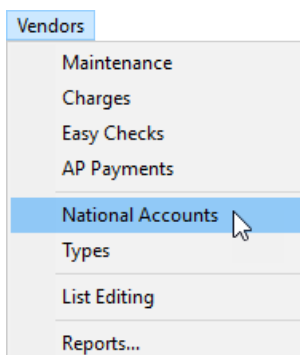 Vendors
Maintenance
Charges
Easy Checks
AP Payments
National Accounts
Types
List Editing
Reports...